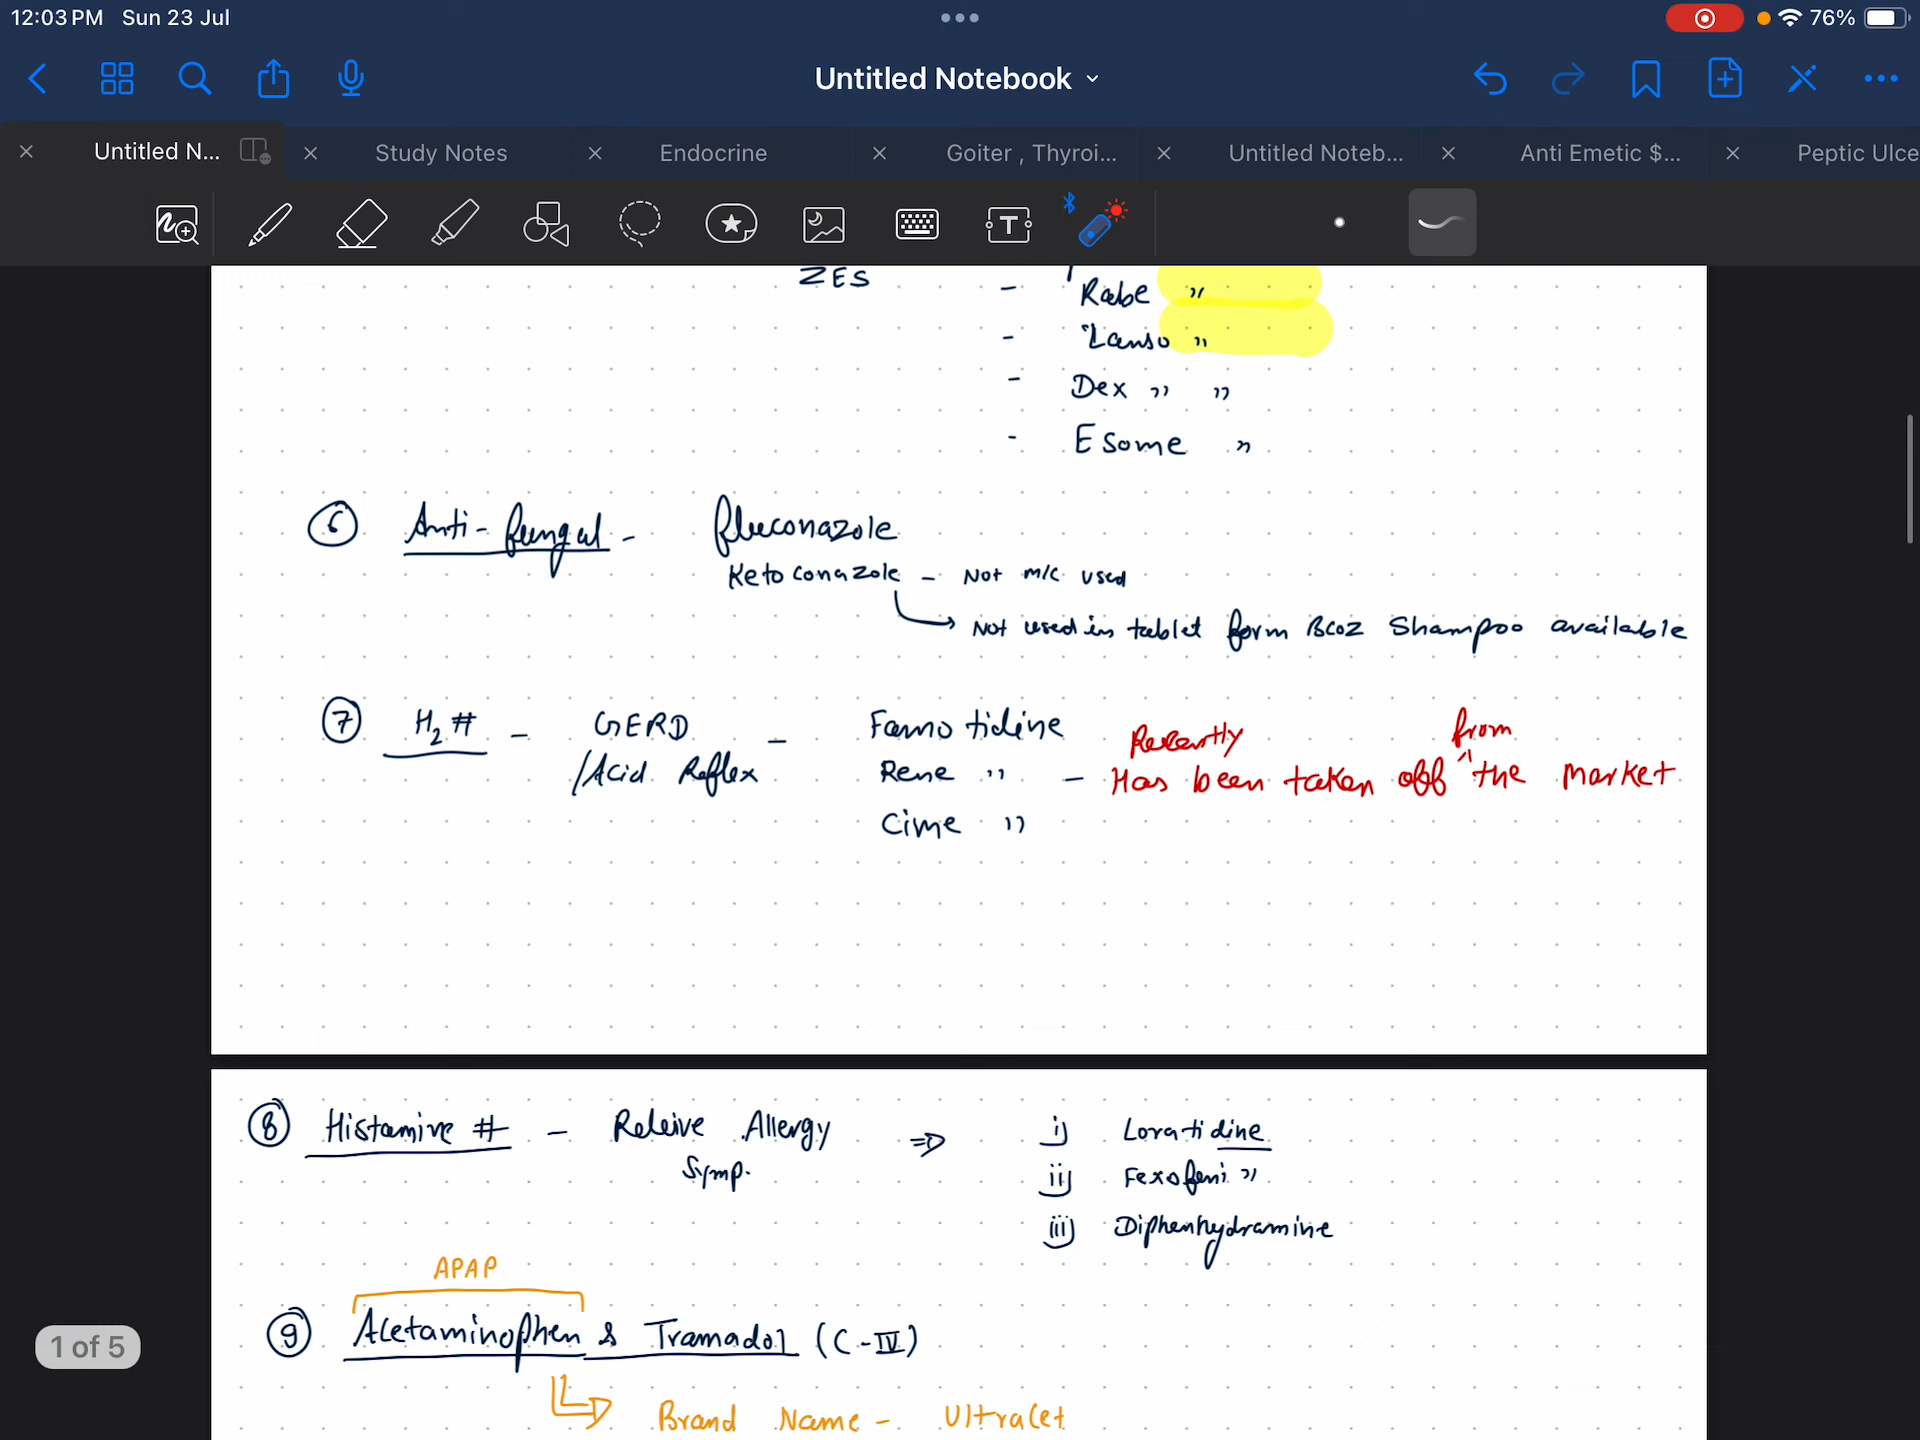 12:03 PM Sun 23 Jul
76%
Untitled Notebook
Untitled N...
Study Notes
Endocrine
Goiter , Thyroi...
Untitled Noteb...
Anti Emetic $...
Peptic Ulce
ZES
- Rabe "
- Lanso "
- Dex " "
- Esome "
⑥ Anti-fungal - fluconazole
Ketoconazole - Not m/c used
Not used in tablet form BCOZ Shampoo available
⑦ H2 # - GERD - Famotidine
/Acid Reflex
Rene " - Recently Has been taken off from the market
Cime "
⑧ Histamine # - Releive Allergy Symp. ⇒ i) Loratidine
ii) Fexofeni "
iii) Diphenhydramine
APAP
⑨ Acetaminophen & Tramadol (C-IV)
Brand Name - Ultracet
1 of 5